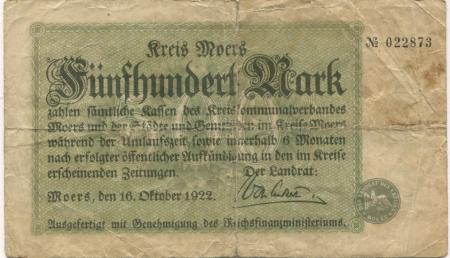 Kreis Moers
№ 022873
Fünfhundert Mark
zahlen sämtliche Kassen des Kreiskommunalverbandes
Moers und der Städte und Gemeinden im Kreise Moers
während der Umlaufszeit sowie innerhalb 6 Monaten
nach erfolgter öffentlicher Aufkündigung in den im Kreise
erscheinenden Zeitungen. Der Landrat:
Moers, den 16. Oktober 1922.
Ausgefertigt mit Genehmigung des Reichsfinanzministeriums.